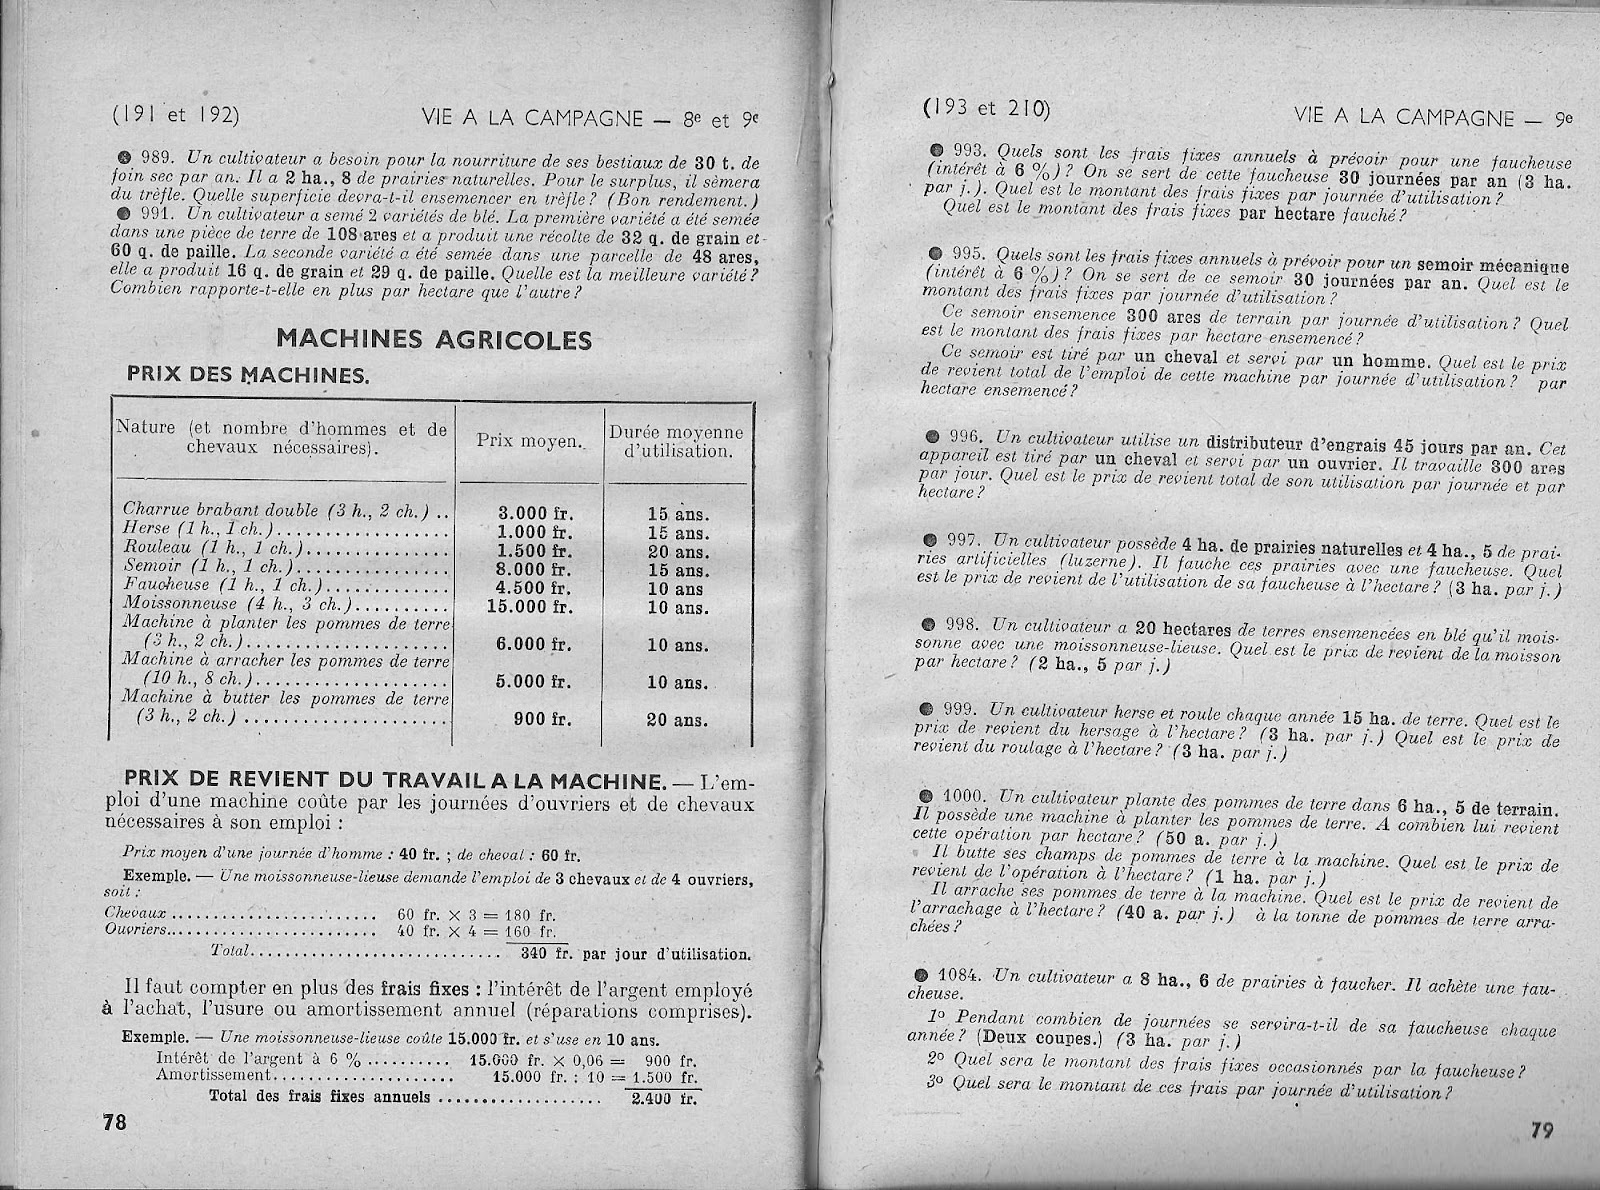 (191 et 192) VIE A LA CAMPAGNE — 8e et 9e
● 989. Un cultivateur a besoin pour la nourriture de ses bestiaux de 30 t. de
foin sec par an. Il a 2 ha., 8 de prairies naturelles. Pour le surplus, il sèmera
du trèfle. Quelle superficie devra-t-il ensemencer en trèfle ? (Bon rendement.)
● 991. Un cultivateur a semé 2 variétés de blé. La première variété a été semée
dans une pièce de terre de 108 ares et a produit une récolte de 32 q. de grain et
60 q. de paille. La seconde variété a été semée dans une parcelle de 48 ares,
elle a produit 16 q. de grain et 29 q. de paille. Quelle est la meilleure variété ?
Combien rapporte-t-elle en plus par hectare que l'autre ?
MACHINES AGRICOLES
PRIX DES MACHINES.
Nature (et nombre d'hommes et de chevaux nécessaires). Prix moyen. Durée moyenne d'utilisation.
Charrue brabant double (3 h., 2 ch.) .. 3.000 fr. 15 ans.
Herse (1 h., 1 ch.)................. 1.000 fr. 15 ans.
Rouleau (1 h., 1 ch.)............... 1.500 fr. 20 ans.
Semoir (1 h., 1 ch.)................ 8.000 fr. 15 ans.
Faucheuse (1 h., 1 ch.)............. 4.500 fr. 10 ans
Moissonneuse (4 h., 3 ch.).......... 15.000 fr. 10 ans.
Machine à planter les pommes de terre
(3 h., 2 ch.)..................... 6.000 fr. 10 ans.
Machine à arracher les pommes de terre
(10 h., 8 ch.).................... 5.000 fr. 10 ans.
Machine à butter les pommes de terre
(3 h., 2 ch.) ..................... 900 fr. 20 ans.
PRIX DE REVIENT DU TRAVAIL A LA MACHINE. — L'em-
ploi d'une machine coûte par les journées d'ouvriers et de chevaux
nécessaires à son emploi :
Prix moyen d'une journée d'homme : 40 fr. ; de cheval : 60 fr.
Exemple. — Une moissonneuse-lieuse demande l'emploi de 3 chevaux et de 4 ouvriers,
soit :
Chevaux ......................... 60 fr. × 3 = 180 fr.
Ouvriers.......................... 40 fr. × 4 = 160 fr.
Total............................. 340 fr. par jour d'utilisation.
Il faut compter en plus des frais fixes : l'intérêt de l'argent employé
à l'achat, l'usure ou amortissement annuel (réparations comprises).
Exemple. — Une moissonneuse-lieuse coûte 15.000 fr. et s'use en 10 ans.
Intérêt de l'argent à 6 % .......... 15.000 fr. × 0,06 = 900 fr.
Amortissement..................... 15.000 fr. : 10 = 1.500 fr.
Total des frais fixes annuels ................... 2.400 fr.
78
(193 et 210) VIE A LA CAMPAGNE — 9e
● 993. Quels sont les frais fixes annuels à prévoir pour une faucheuse
(intérêt à 6 %) ? On se sert de cette faucheuse 30 journées par an (3 ha.
par j.). Quel est le montant des frais fixes par journée d'utilisation ?
Quel est le montant des frais fixes par hectare fauché ?
● 995. Quels sont les frais fixes annuels à prévoir pour un semoir mécanique
(intérêt à 6 %) ? On se sert de ce semoir 30 journées par an. Quel est le
montant des frais fixes par journée d'utilisation ?
Ce semoir ensemence 300 ares de terrain par journée d'utilisation ? Quel
est le montant des frais fixes par hectare ensemencé ?
Ce semoir est tiré par un cheval et servi par un homme. Quel est le prix
de revient total de l'emploi de cette machine par journée d'utilisation ? par
hectare ensemencé ?
● 996. Un cultivateur utilise un distributeur d'engrais 45 jours par an. Cet
appareil est tiré par un cheval et servi par un ouvrier. Il travaille 300 ares
par jour. Quel est le prix de revient total de son utilisation par journée et par
hectare ?
● 997. Un cultivateur possède 4 ha. de prairies naturelles et 4 ha., 5 de prai-
ries artificielles (luzerne). Il fauche ces prairies avec une faucheuse. Quel
est le prix de revient de l'utilisation de sa faucheuse à l'hectare ? (3 ha. par j.)
● 998. Un cultivateur a 20 hectares de terres ensemencées en blé qu'il mois-
sonne avec une moissonneuse-lieuse. Quel est le prix de revient de la moisson
par hectare ? (2 ha., 5 par j.)
● 999. Un cultivateur herse et roule chaque année 15 ha. de terre. Quel est le
prix de revient du hersage à l'hectare ? (3 ha. par j.) Quel est le prix de
revient du roulage à l'hectare ? (3 ha. par j.)
● 1000. Un cultivateur plante des pommes de terre dans 6 ha., 5 de terrain.
Il possède une machine à planter les pommes de terre. A combien lui revient
cette opération par hectare ? (50 a. par j.)
Il butte ses champs de pommes de terre à la machine. Quel est le prix de
revient de l'opération à l'hectare ? (1 ha. par j.)
Il arrache ses pommes de terre à la machine. Quel est le prix de revient de
l'arrachage à l'hectare ? (40 a. par j.) à la tonne de pommes de terre arra-
chées ?
● 1084. Un cultivateur a 8 ha., 6 de prairies à faucher. Il achète une fau-
cheuse.
1º Pendant combien de journées se servira-t-il de sa faucheuse chaque
année ? (Deux coupes.) (3 ha. par j.)
2º Quel sera le montant des frais fixes occasionnés par la faucheuse ?
3º Quel sera le montant de ces frais par journée d'utilisation ?
79